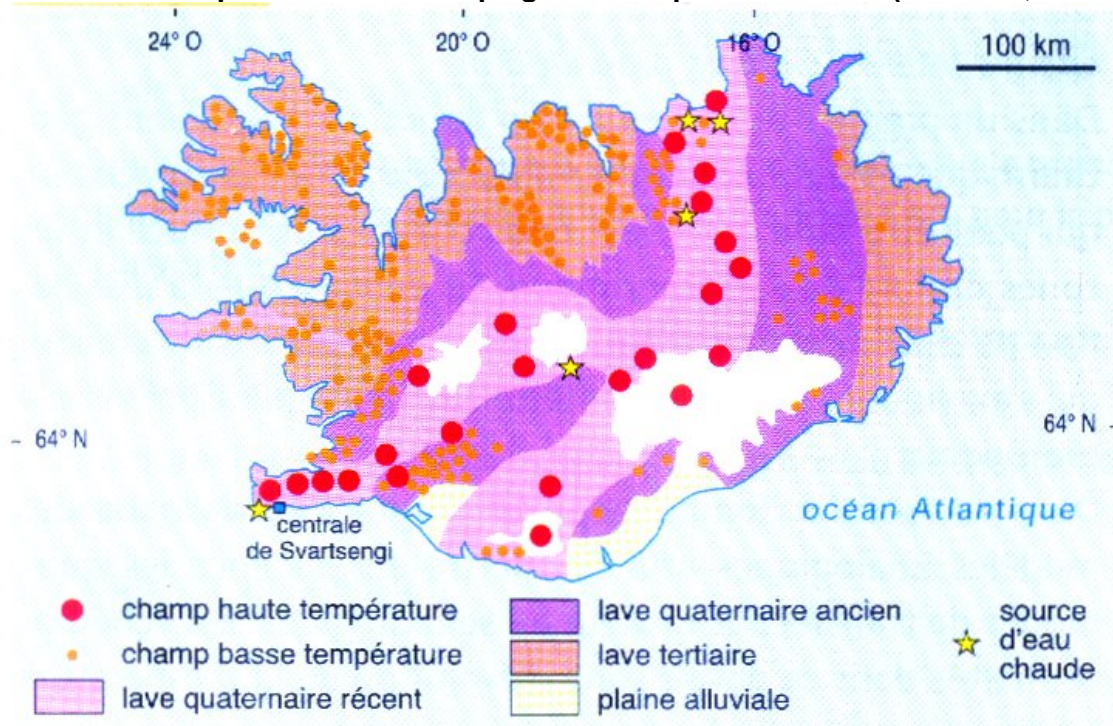 24° O
20° O
16° O
100 km
64° N
64° N
océan Atlantique
centrale
de Svartsengi
champ haute température
champ basse température
lave quaternaire récent
lave quaternaire ancien
lave tertiaire
plaine alluviale
source
d'eau
chaude